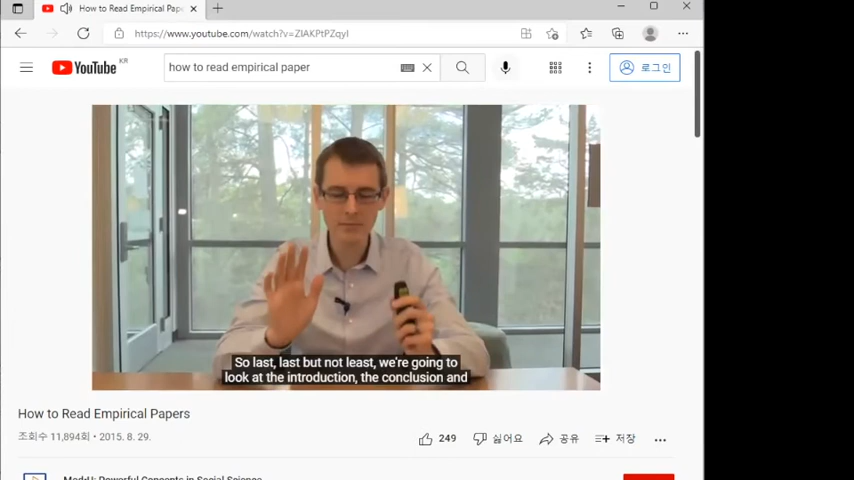 How to Read Empirical Pape
https://www.youtube.com/watch?v=ZIAKPtPZqyI
YouTube KR
how to read empirical paper
로그인
So last, last but not least, we're going to
look at the introduction, the conclusion and
How to Read Empirical Papers
조회수 11,894회 • 2015. 8. 29.
249
싫어요
공유
저장
ModrU: Powerful Concepts in Social Science